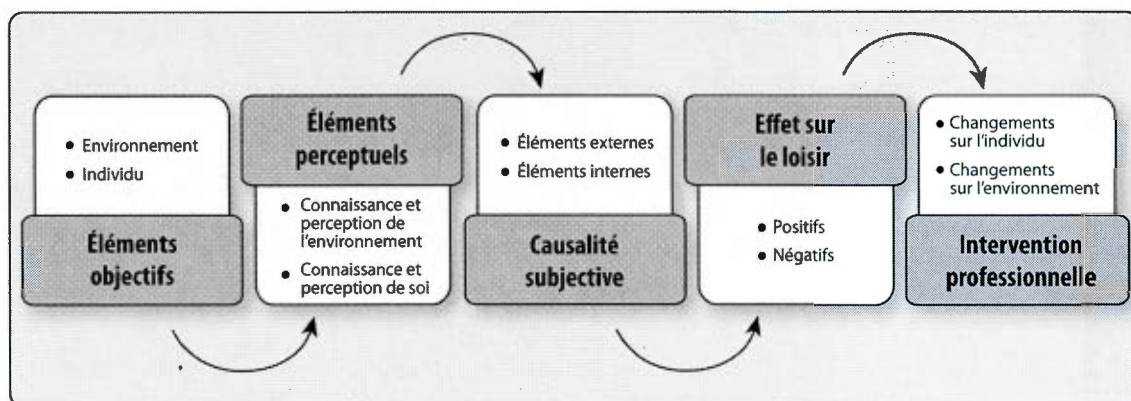 • Environnement
• Individu
Éléments
objectifs
Éléments
perceptuels
• Connaissance et
perception de
l'environnement
• Connaissance et
perception de soi
• Éléments externes
• Éléments internes
Causalité
subjective
Effet sur
le loisir
• Positifs
• Négatifs
• Changements
sur l'individu
• Changements
sur l'environnement
Intervention
professionnelle